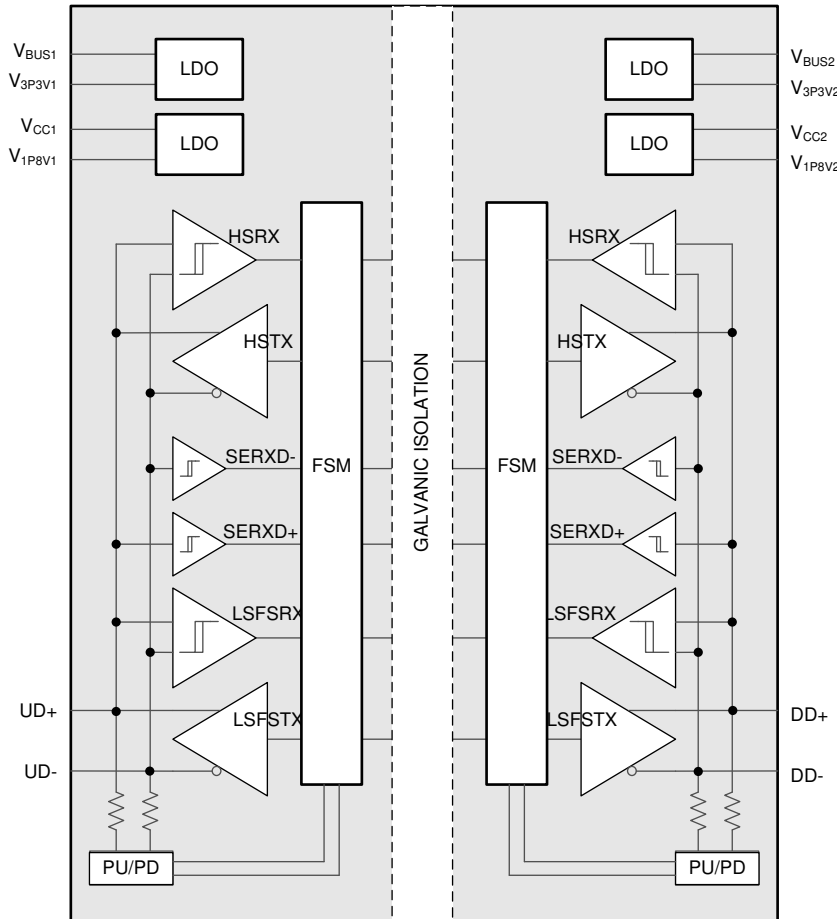 VBUS1
LDO
V3P3V1
VCC1
LDO
V1P8V1
HSRX
HSTX
SERXD-
FSM
SERXD+
LSFSRX
UD+
LSFSTX
UD-
PU/PD
GALVANIC ISOLATION
LDO
VBUS2
V3P3V2
LDO
VCC2
V1P8V2
HSRX
HSTX
FSM
SERXD-
SERXD+
LSFSRX
LSFSTX
DD+
DD-
PU/PD